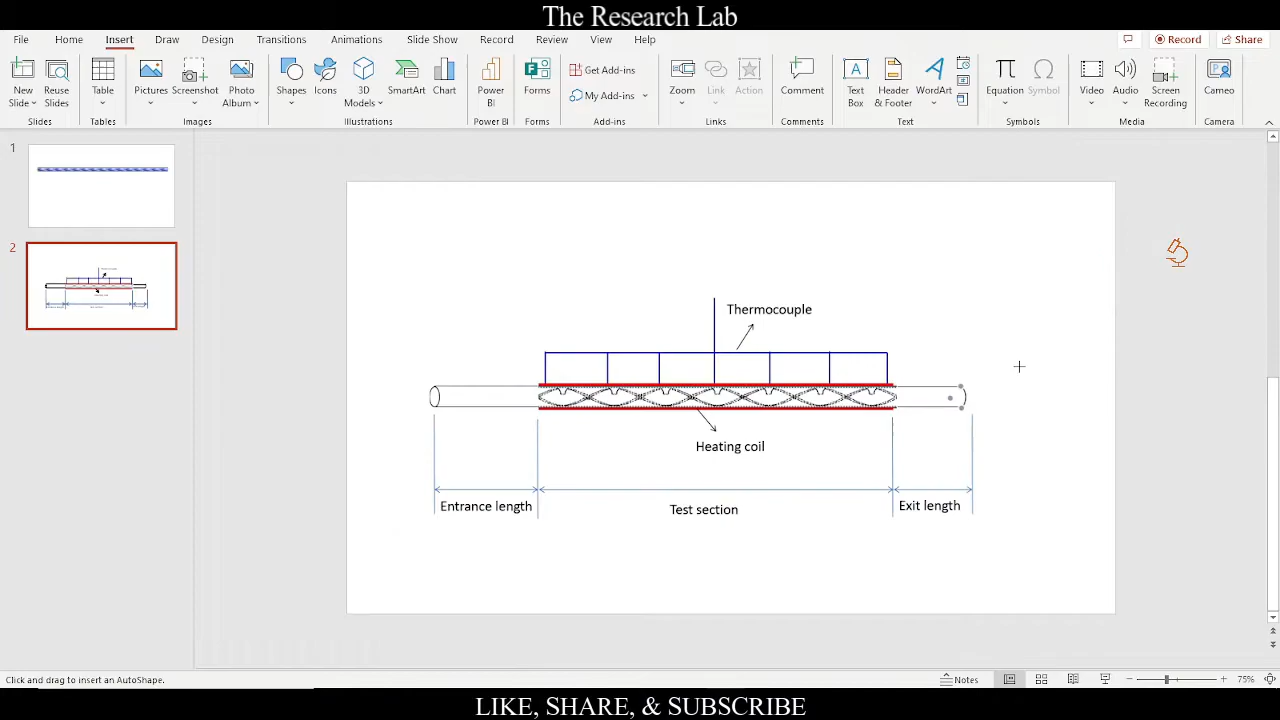 The Research Lab
File Home Insert Draw Design Transitions Animations Slide Show Record Review View Help Record Share
New Slide Reuse Slides Table Pictures Screenshot Photo Album Shapes Icons 3D Models SmartArt Chart Power BI Forms Get Add-ins My Add-ins Zoom Link Action Comment Text Box Header & Footer WordArt Equation Symbol Video Audio Screen Recording Cameo
Slides Tables Images Illustrations Power BI Forms Add-ins Links Comments Text Symbols Media Camera
1
2
Thermocouple
Heating coil
Entrance length Test section Exit length
Click and drag to insert an AutoShape. Notes 75%
LIKE, SHARE, & SUBSCRIBE